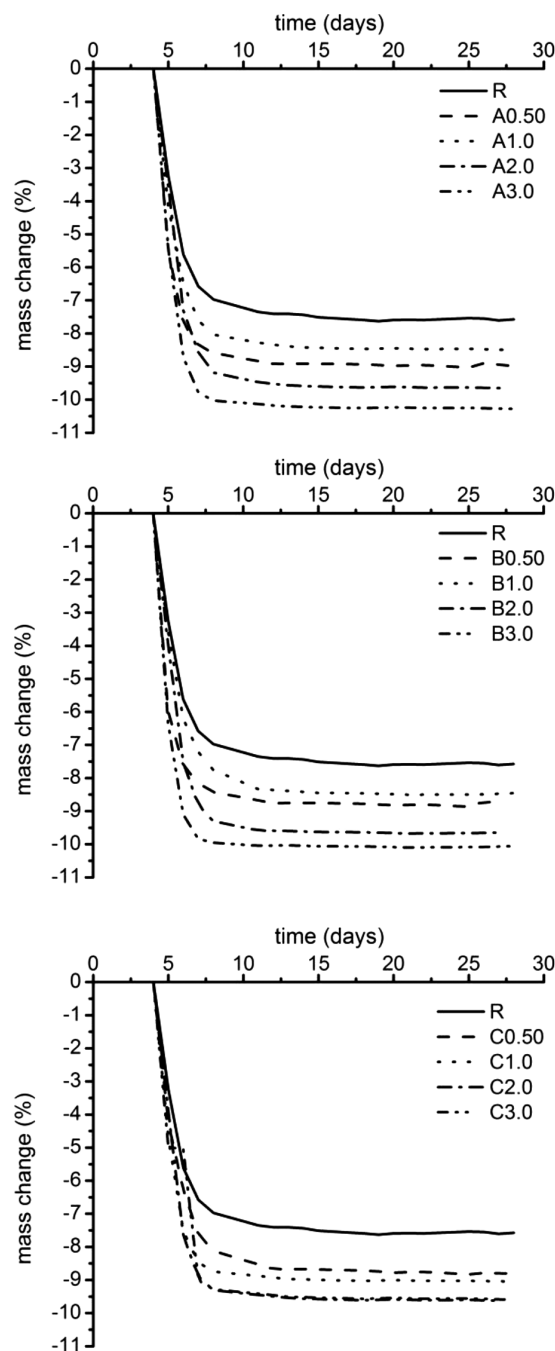 time (days)
0 5 10 15 20 25 30
0
-1
-2
-3
-4
-5
-6
-7
-8
-9
-10
-11
mass change (%)
R
A0.50
A1.0
A2.0
A3.0
time (days)
0 5 10 15 20 25 30
0
-1
-2
-3
-4
-5
-6
-7
-8
-9
-10
-11
mass change (%)
R
B0.50
B1.0
B2.0
B3.0
time (days)
0 5 10 15 20 25 30
0
-1
-2
-3
-4
-5
-6
-7
-8
-9
-10
-11
mass change (%)
R
C0.50
C1.0
C2.0
C3.0